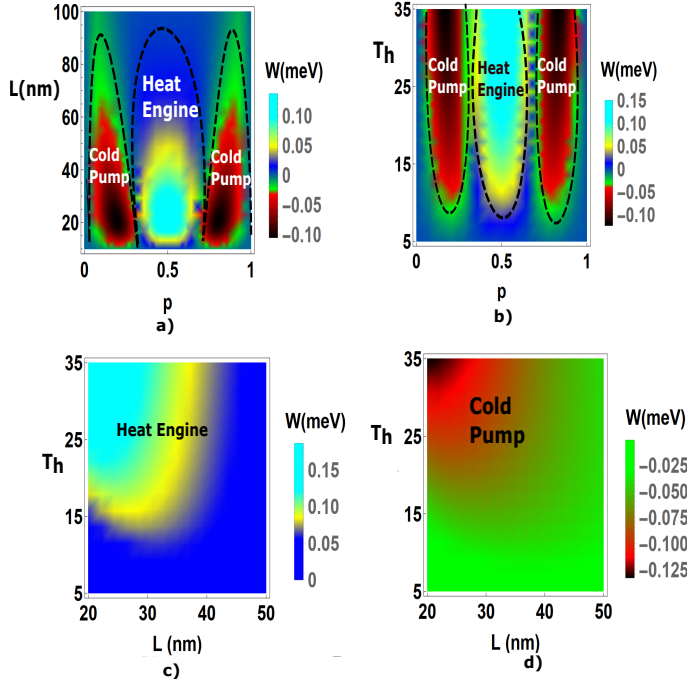 100
80
60
40
20
L(nm)
Heat
Engine
Cold
Pump
Cold
Pump
0
0.5
1
p
a)
W(meV)
0.10
0.05
0
−0.05
−0.10
35
25
15
5
Th
Cold
Pump
Heat
Engine
Cold
Pump
0
0.5
1
p
b)
W(meV)
0.15
0.10
0.05
0
−0.05
−0.10
35
25
15
5
Th
Heat Engine
20
30
40
50
L (nm)
c)
W(meV)
0.15
0.10
0.05
0
35
25
15
5
Th
Cold
Pump
20
30
40
50
L (nm)
d)
W(meV)
−0.025
−0.050
−0.075
−0.100
−0.125